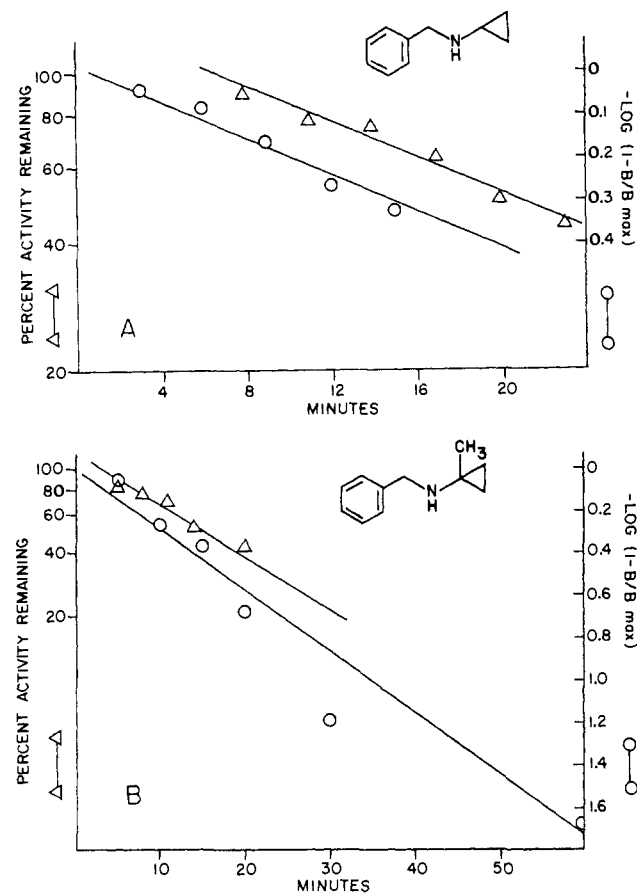 N
H
PERCENT ACTIVITY REMAINING
100
80
60
40
20
0
0.1
0.2
0.3
0.4
-LOG (1-B/B max)
A
4
8
12
16
20
MINUTES
CH3
N
H
PERCENT ACTIVITY REMAINING
100
80
60
40
20
0
0.2
0.4
0.6
0.8
1.0
1.2
1.4
1.6
-LOG (1-B/B max)
B
10
20
30
40
50
MINUTES